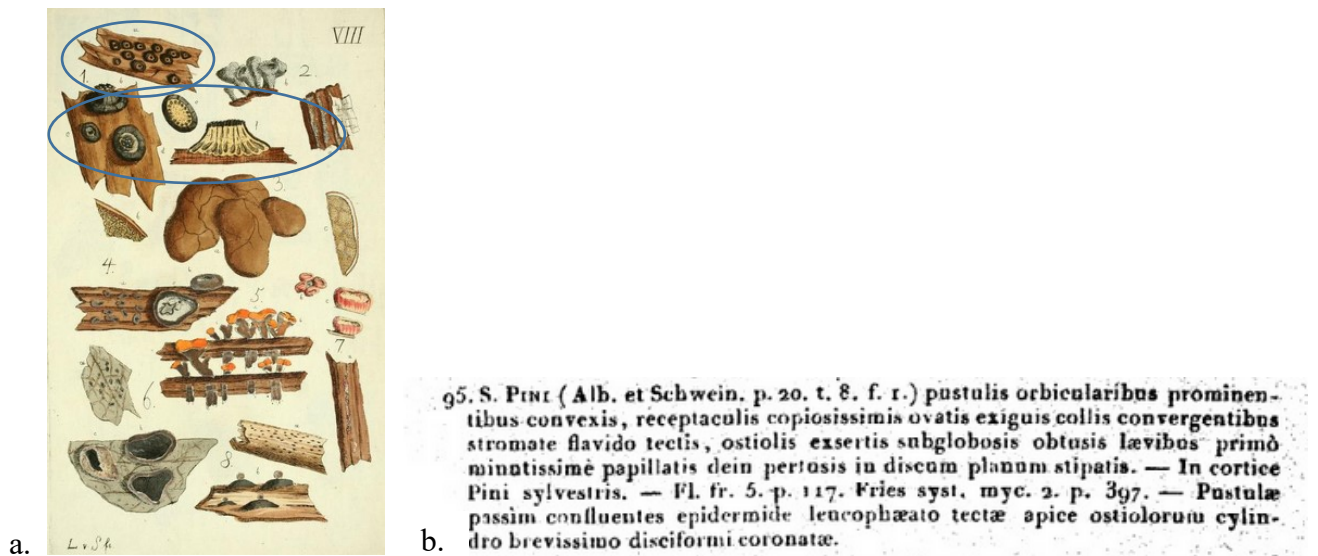 VIII
1.
2.
3.
4.
5.
6.
7.
8.
L. v. S. fc.
a.
b.
95. S. PINI (Alb. et Schwein. p. 20. t. 8. f. 1.) pustulis orbicularibus prominen-
tibus convexis, receptaculis copiosissimis ovatis exiguis collis convergentibus
stromate flavido tectis, ostiolis exsertis subglobosis obtusis lævibus primò
minutissimè papillatis dein pertusis in discum planum stipatis. — In cortice
Pini sylvestris. — Fl. fr. 5. p. 117. Fries syst. myc. 2. p. 397. — Pustulæ
passim confluentes epidermide leucophæato tectæ apice ostiolorum cylin-
dro brevissimo disciformi coronatæ.